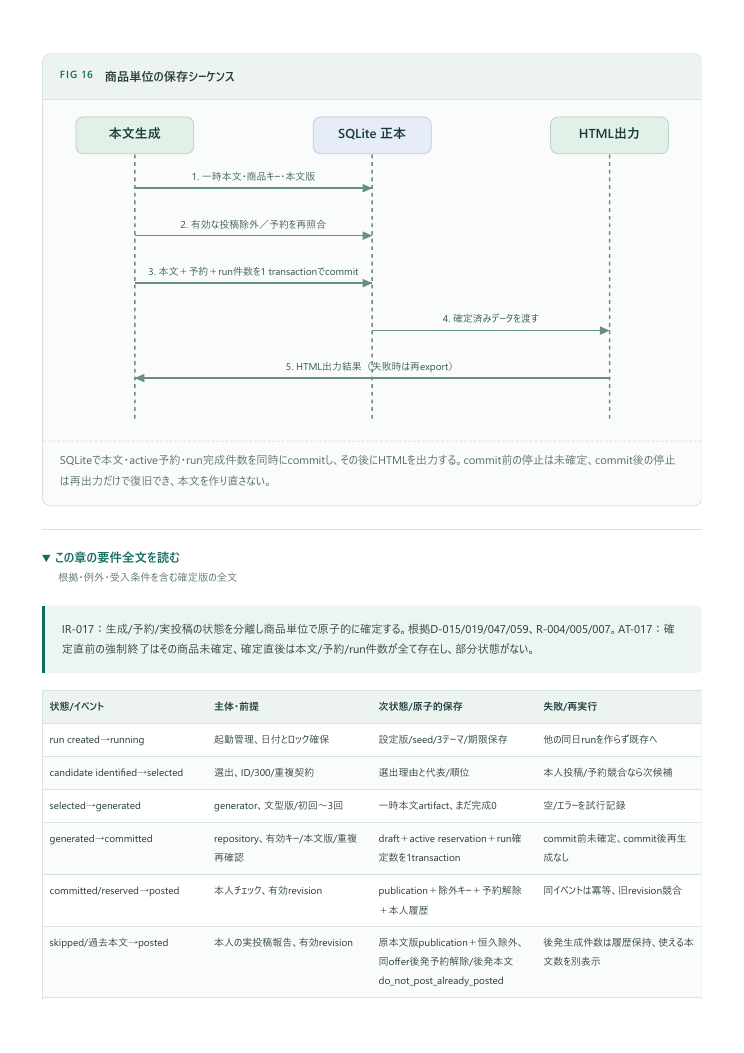 FIG 16 商品単位の保存シーケンス
本文生成
SQLite 正本
HTML出力
1. 一時本文・商品キー・本文版
2. 有効な投稿除外／予約を再照合
3. 本文＋予約＋run件数を1 transactionでcommit
4. 確定済みデータを渡す
5. HTML出力結果（失敗時は再export）
SQLiteで本文・active予約・run完成件数を同時にcommitし、その後にHTMLを出力する。commit前の停止は未確定、commit後の停止
は再出力だけで復旧でき、本文を作り直さない。
▼ この章の要件全文を読む
根拠・例外・受入条件を含む確定版の全文
IR-017：生成/予約/実投稿の状態を分離し商品単位で原子的に確定する。根拠D-015/019/047/059、R-004/005/007。AT-017：確
定直前の強制終了はその商品未確定、確定直後は本文/予約/run件数が全て存在し、部分状態がない。
状態/イベント 主体・前提 次状態/原子的保存 失敗/再実行
run created→running 起動管理、日付とロック確保 設定版/seed/3テーマ/期限保存 他の同日runを作らず既存へ
candidate identified→selected 選出、ID/300/重複契約 選出理由と代表/順位 本人投稿/予約競合なら次候補
selected→generated generator、文型版/初回～3回 一時本文artifact、まだ完成0 空/エラーを試行記録
generated→committed repository、有効キー/本文版/重複 draft＋active reservation＋run確 commit前未確定、commit後再生
再確認 定数を1transaction 成なし
committed/reserved→posted 本人チェック、有効revision publication＋除外キー＋予約解除 同イベントは冪等、旧revision競合
＋本人履歴
skipped/過去本文→posted 本人の実投稿報告、有効revision 原本文版publication＋恒久除外、 後発生成件数は履歴保持、使える本
同offer後発予約解除/後発本文 文数を別表示
do_not_post_already_posted